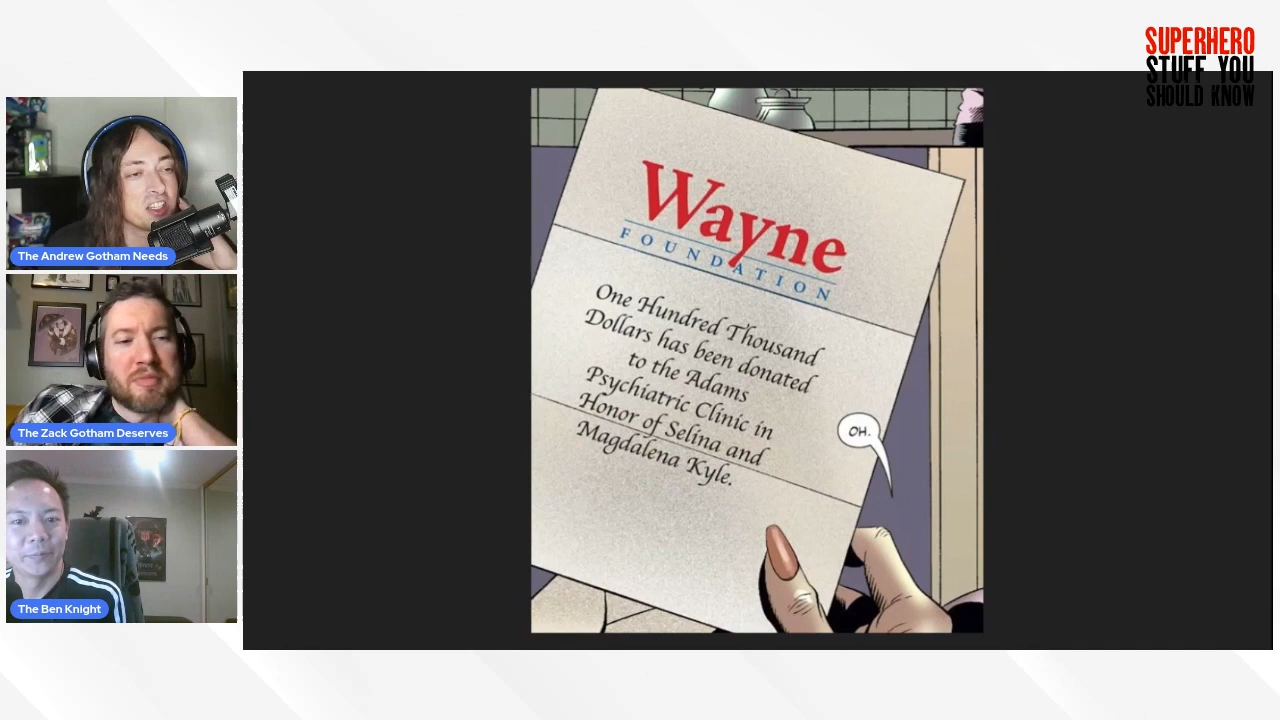 SUPERHERO
STUFF YOU
SHOULD KNOW
The Andrew Gotham Needs
The Zack Gotham Deserves
The Ben Knight
Wayne
FOUNDATION
One Hundred Thousand
Dollars has been donated
to the Adams
Psychiatric Clinic in
Honor of Selina and
Magdalena Kyle.
OH.